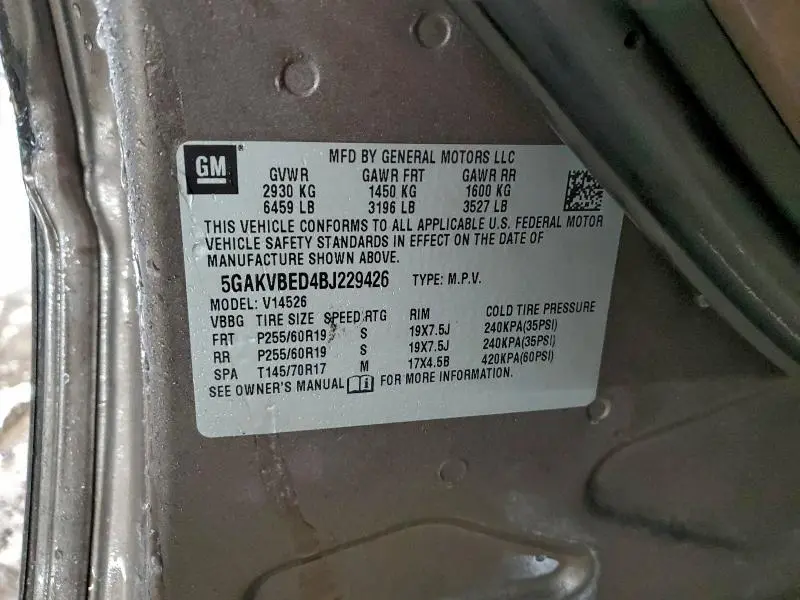 GM
MFD BY GENERAL MOTORS LLC
GVWR GAWR FRT GAWR RR
2930 KG 1450 KG 1600 KG
6459 LB 3196 LB 3527 LB
THIS VEHICLE CONFORMS TO ALL APPLICABLE U.S. FEDERAL MOTOR
VEHICLE SAFETY STANDARDS IN EFFECT ON THE DATE OF
MANUFACTURE SHOWN ABOVE.
5GAKVBED4BJ229426 TYPE: M.P.V.
MODEL: V14526
VBBG TIRE SIZE SPEED RTG RIM COLD TIRE PRESSURE
FRT P255/60R19 S 19X7.5J 240KPA(35PSI)
RR P255/60R19 S 19X7.5J 240KPA(35PSI)
SPA T145/70R17 M 17X4.5B 420KPA(60PSI)
SEE OWNER'S MANUAL FOR MORE INFORMATION.